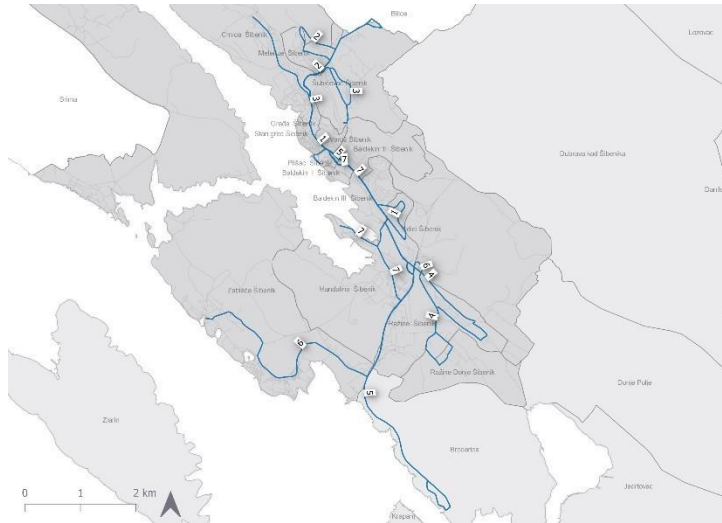 Bilice
Lozovac
Crnica Šibenik
2
Meterize Šibenik
2
Šubićevac Šibenik
3
3
Srima
Građa Šibenik
Stari grad Šibenik
1
Varoš Šibenik
5
7
Baldekin II Šibenik
Plišac Šibenik
Baldekin I Šibenik
7
Dubrava kod Šibenika
Danilo
Baldekin III Šibenik
1
Vidici Šibenik
7
7
6
4
Zablaće Šibenik
Mandalina Šibenik
4
Ražine Šibenik
6
Ražine Donje Šibenik
5
Donje Polje
Zlarin
Brodarica
Jadrtovac
0 1 2 km
Krapanj